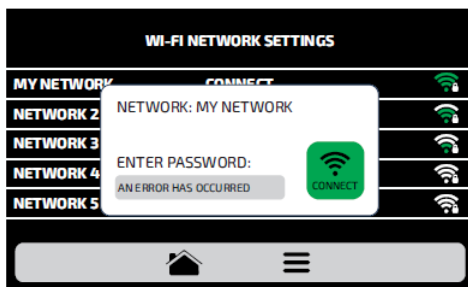 WI-FI NETWORK SETTINGS
MY NETWORK CONNECT
NETWORK 2
NETWORK 3
NETWORK 4
NETWORK 5
NETWORK: MY NETWORK
ENTER PASSWORD:
AN ERROR HAS OCCURRED
CONNECT